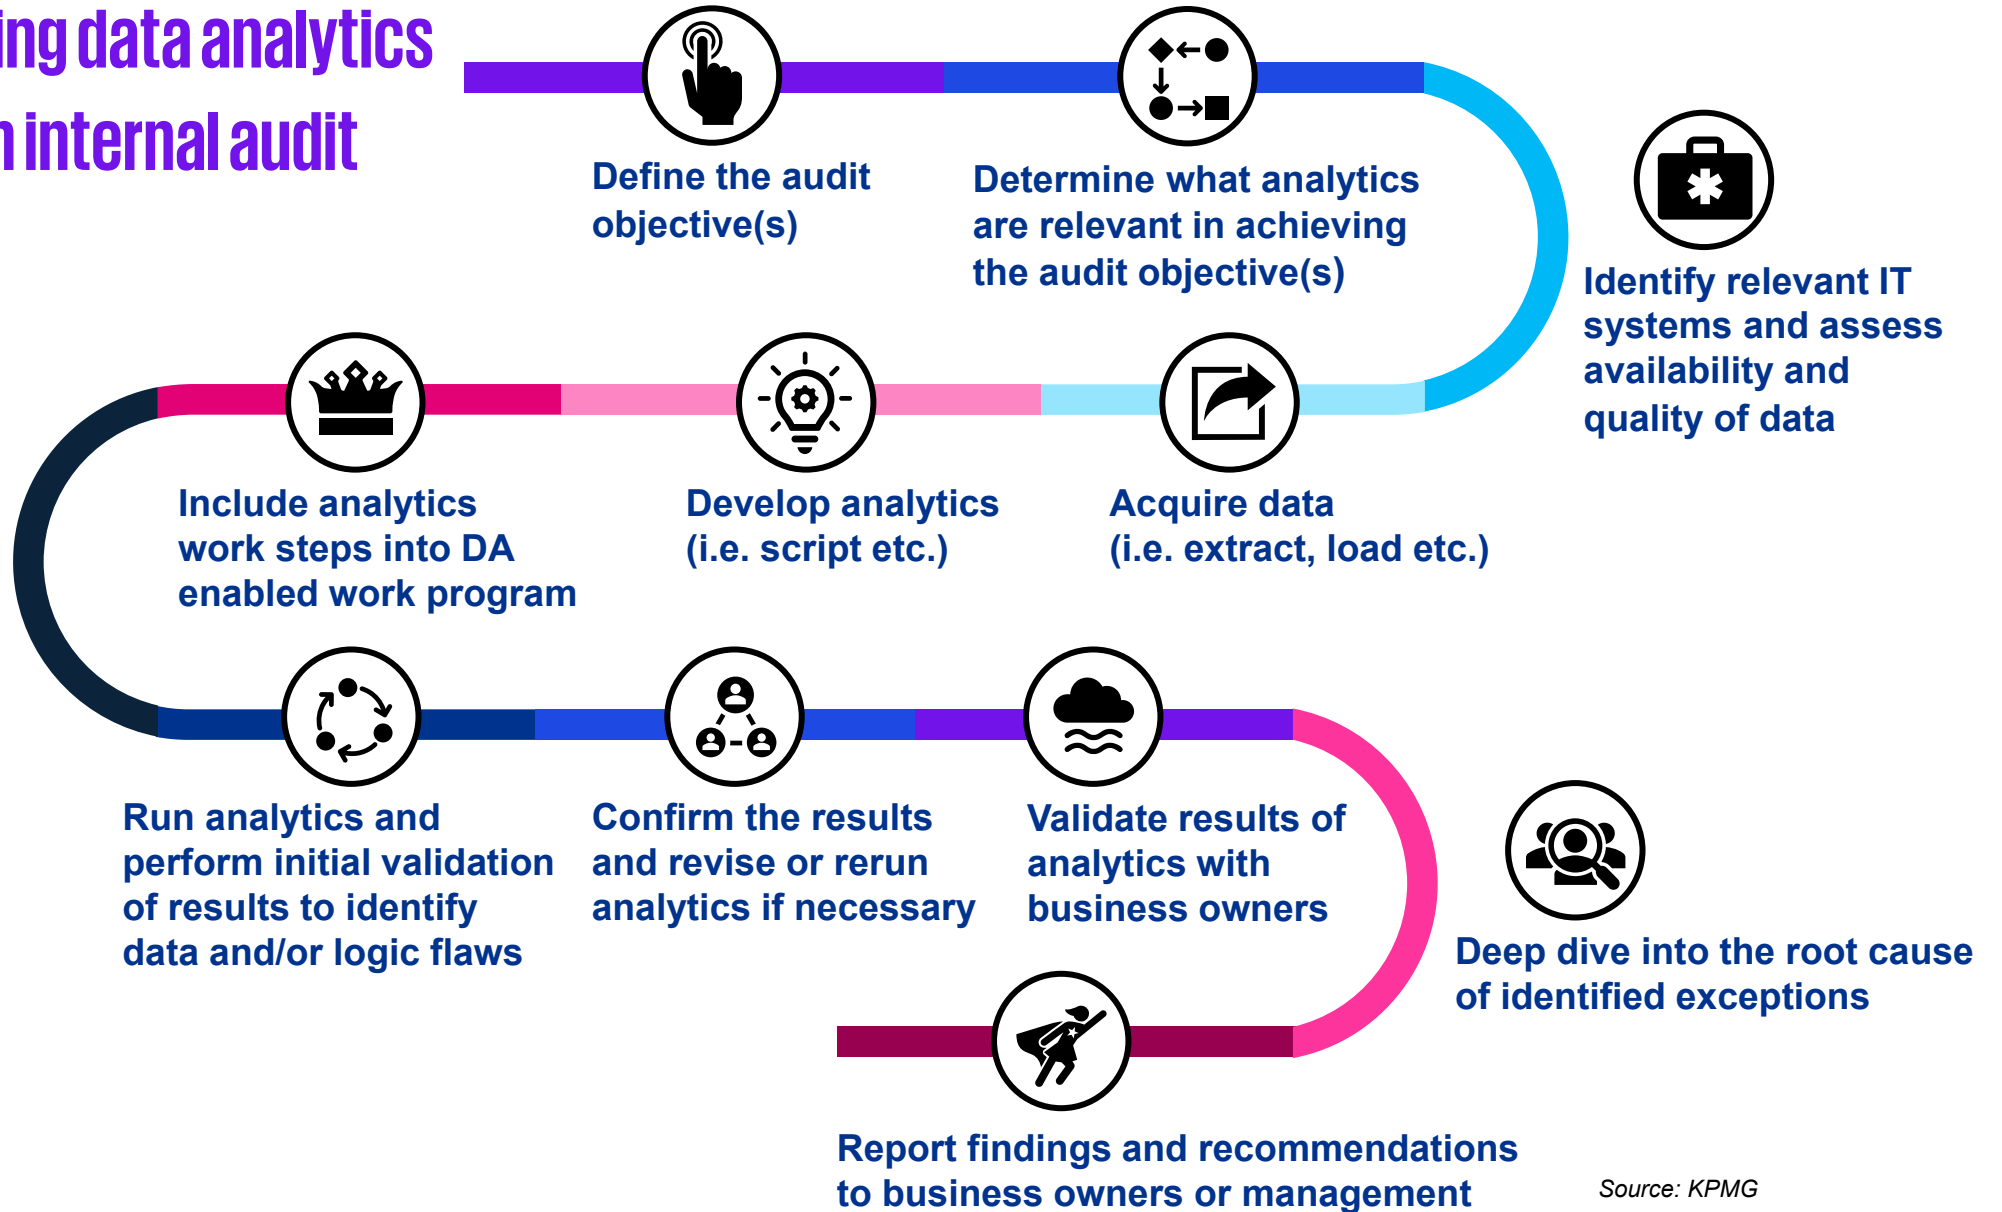 ing data analytics
n internal audit
Define the audit
objective(s)
Determine what analytics
are relevant in achieving
the audit objective(s)
Identify relevant IT
systems and assess
availability and
quality of data
Acquire data
(i.e. extract, load etc.)
Develop analytics
(i.e. script etc.)
Include analytics
work steps into DA
enabled work program
Run analytics and
perform initial validation
of results to identify
data and/or logic flaws
Confirm the results
and revise or rerun
analytics if necessary
Validate results of
analytics with
business owners
Deep dive into the root cause
of identified exceptions
Report findings and recommendations
to business owners or management
Source: KPMG